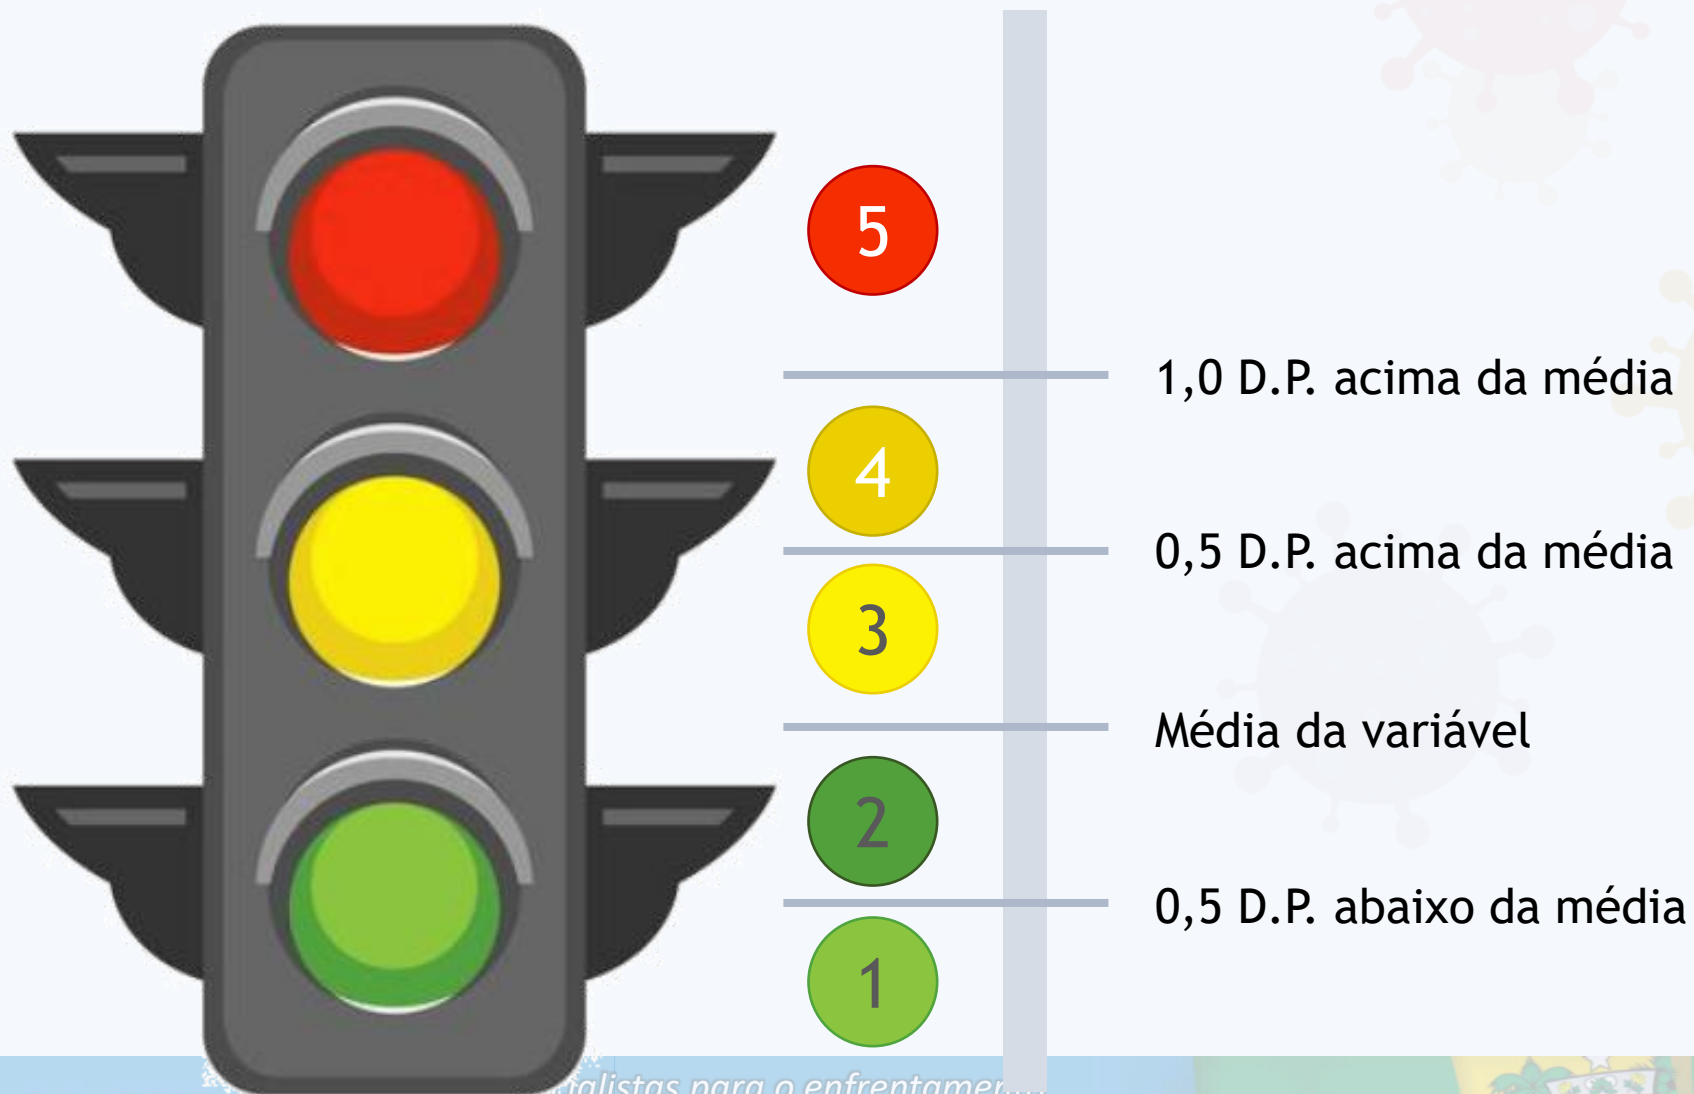 5
1,0 D.P. acima da média
4
0,5 D.P. acima da média
3
Média da variável
2
0,5 D.P. abaixo da média
1
para o